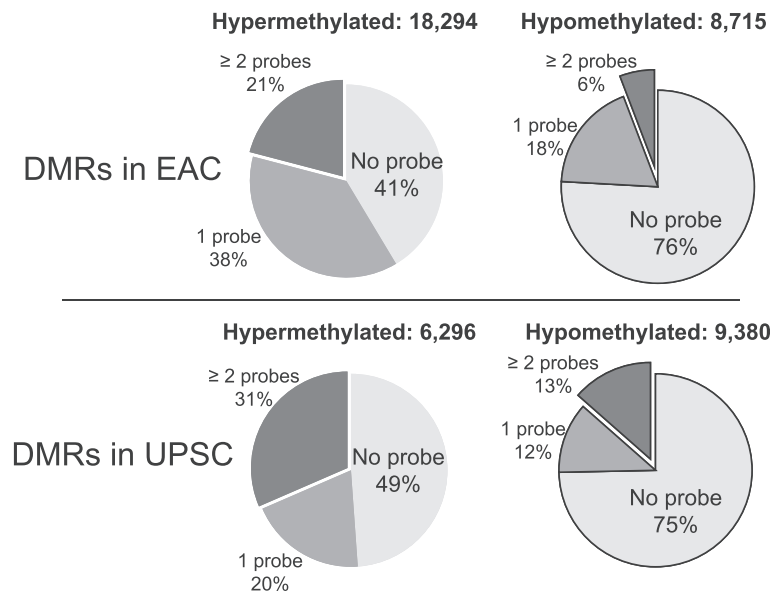 Hypermethylated: 18,294
Hypomethylated: 8,715
≥ 2 probes
21%
≥ 2 probes
6%
1 probe
18%
DMRs in EAC
No probe
41%
1 probe
38%
No probe
76%
Hypermethylated: 6,296
Hypomethylated: 9,380
≥ 2 probes
31%
≥ 2 probes
13%
1 probe
12%
DMRs in UPSC
No probe
49%
1 probe
20%
No probe
75%